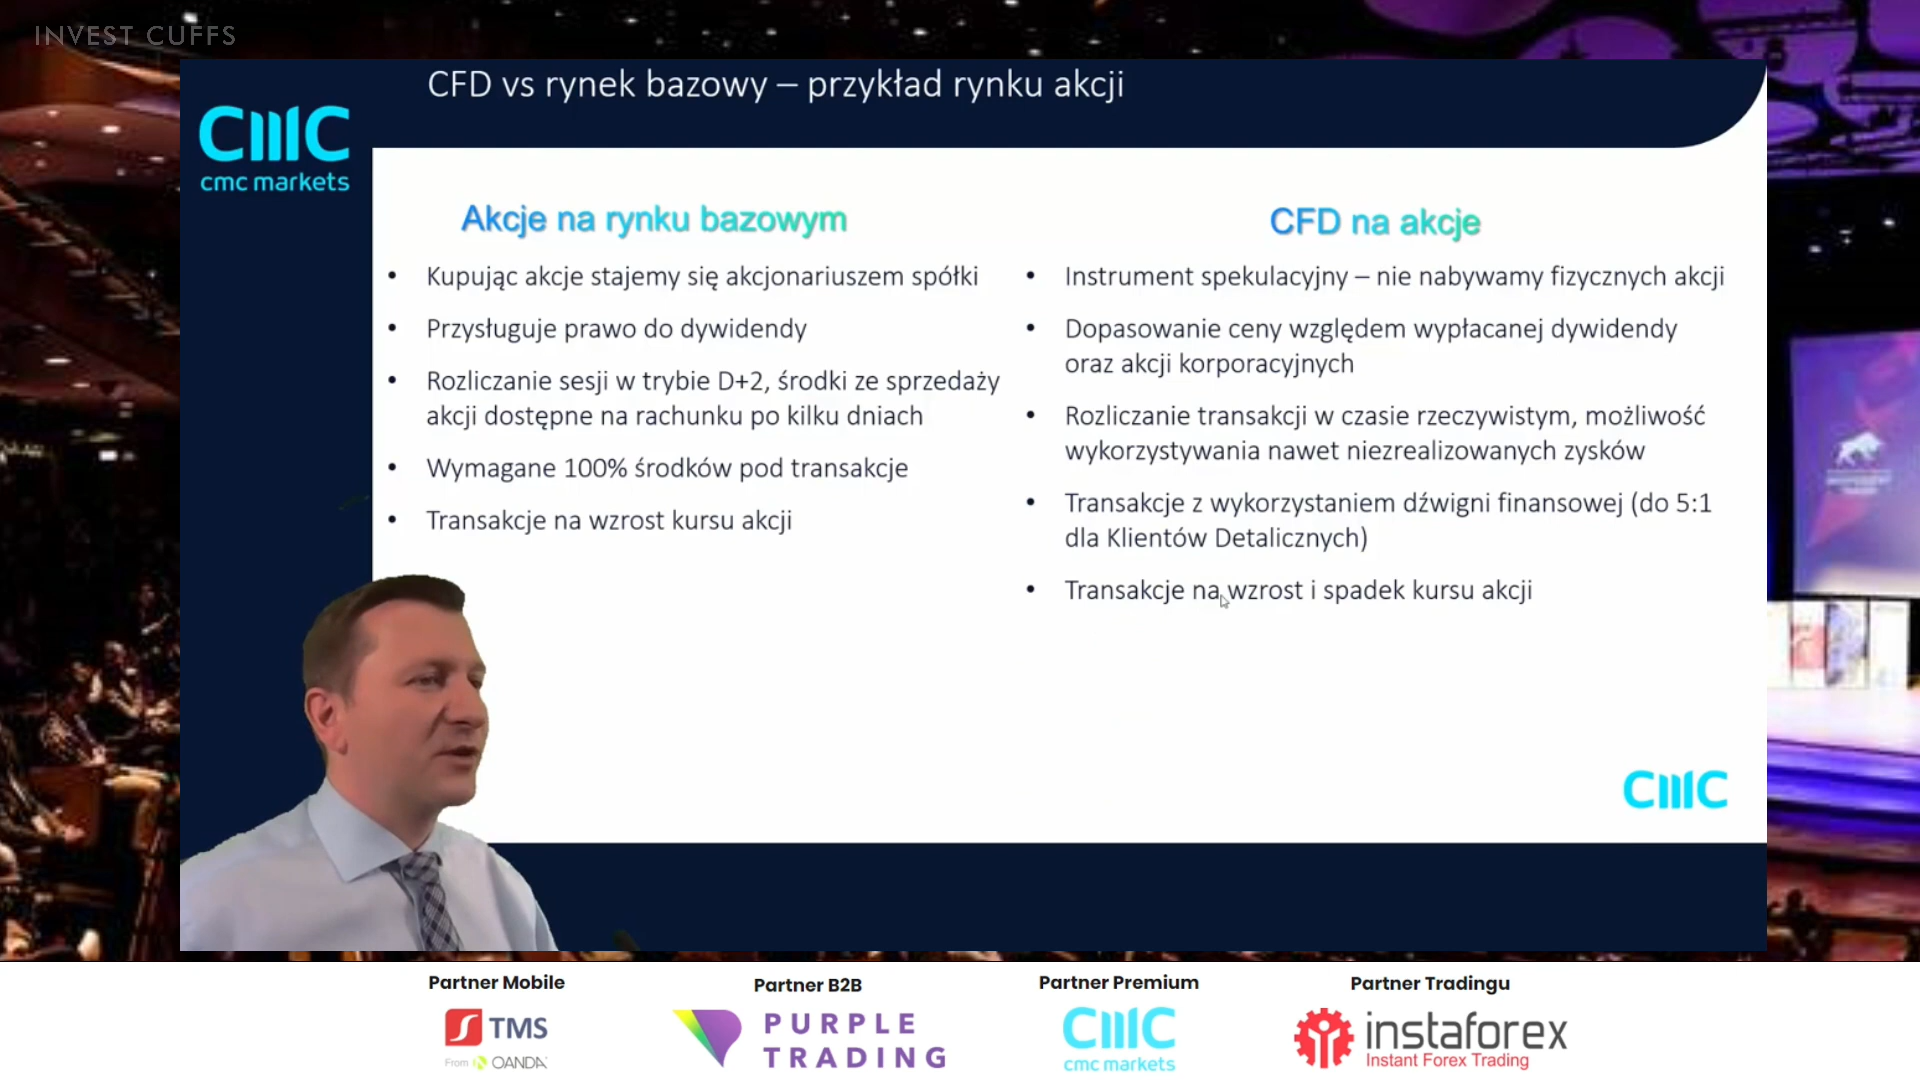 INVEST CUFFS
CFD vs rynek bazowy – przykład rynku akcji
CMC
cmc markets
Akcje na rynku bazowym
• Kupując akcje stajemy się akcjonariuszem spółki
• Przysługuje prawo do dywidendy
• Rozliczanie sesji w trybie D+2, środki ze sprzedaży
akcji dostępne na rachunku po kilku dniach
• Wymagane 100% środków pod transakcje
• Transakcje na wzrost kursu akcji
CFD na akcje
• Instrument spekulacyjny – nie nabywamy fizycznych akcji
• Dopasowanie ceny względem wypłacanej dywidendy
oraz akcji korporacyjnych
• Rozliczanie transakcji w czasie rzeczywistym, możliwość
wykorzystywania nawet niezrealizowanych zysków
• Transakcje z wykorzystaniem dźwigni finansowej (do 5:1
dla Klientów Detalicznych)
• Transakcje na wzrost i spadek kursu akcji
CMC
Partner Mobile
TMS
From OANDA
Partner B2B
PURPLE
TRADING
Partner Premium
CMC
cmc markets
Partner Tradingu
instaforex
Instant Forex Trading